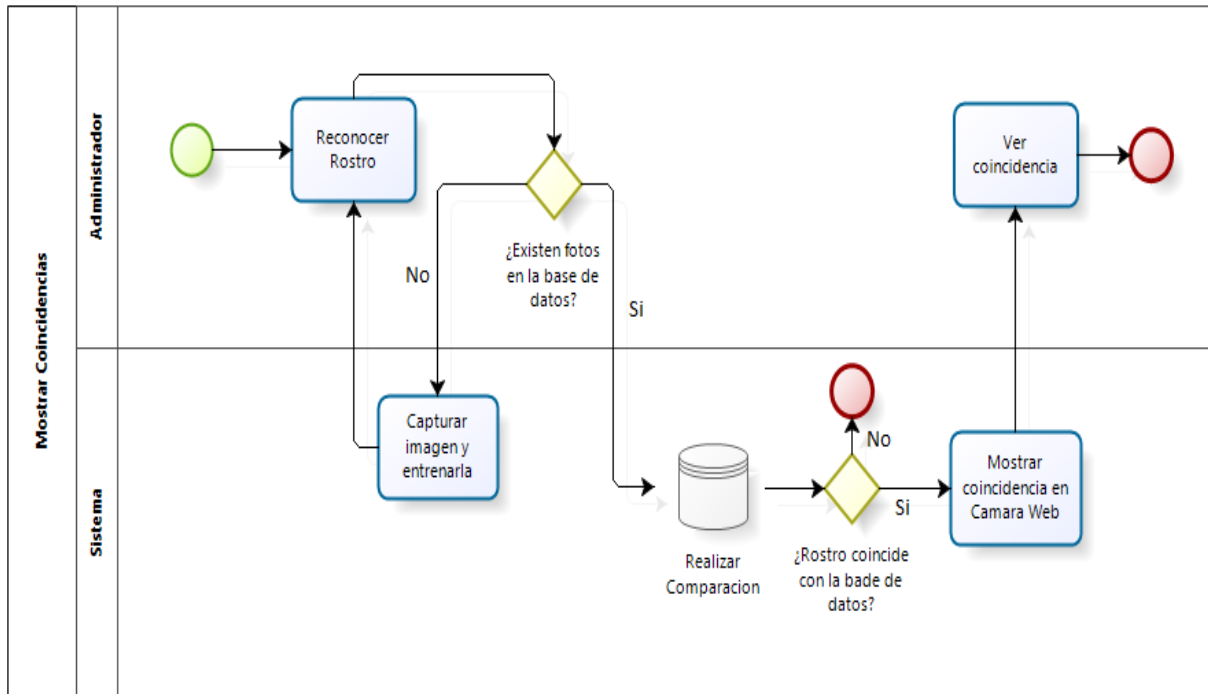 Mostrar Coincidencias
Administrador
Reconocer
Rostro
¿Existen fotos
en la base de
datos?
No
Si
Ver
coincidencia
Sistema
Capturar
imagen y
entrenarla
Realizar
Comparacion
No
Si
¿Rostro coincide
con la bade de
datos?
Mostrar
coincidencia en
Camara Web